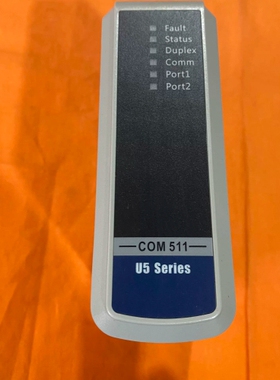 Fault
Status
Duplex
Comm
Port1
Port2
COM 511
U5 Series